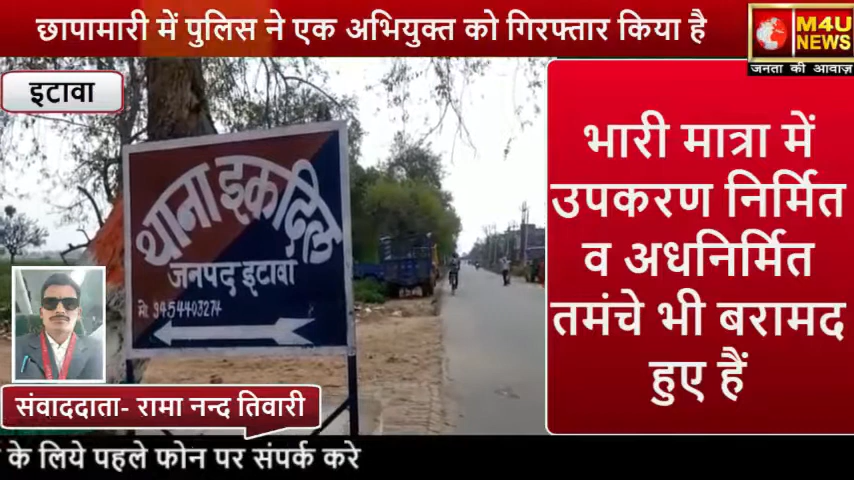 छापामारी में पुलिस ने एक अभियुक्त को गिरफ्तार किया है
M4U
NEWS
जनता की आवाज़
इटावा
थाना इकदिल
जनपद इटावा
मो: 9454403274
भारी मात्रा में
उपकरण निर्मित
व अधनिर्मित
तमंचे भी बरामद
हुए हैं
संवाददाता- रामा नन्द तिवारी
के लिये पहले फोन पर संपर्क करे